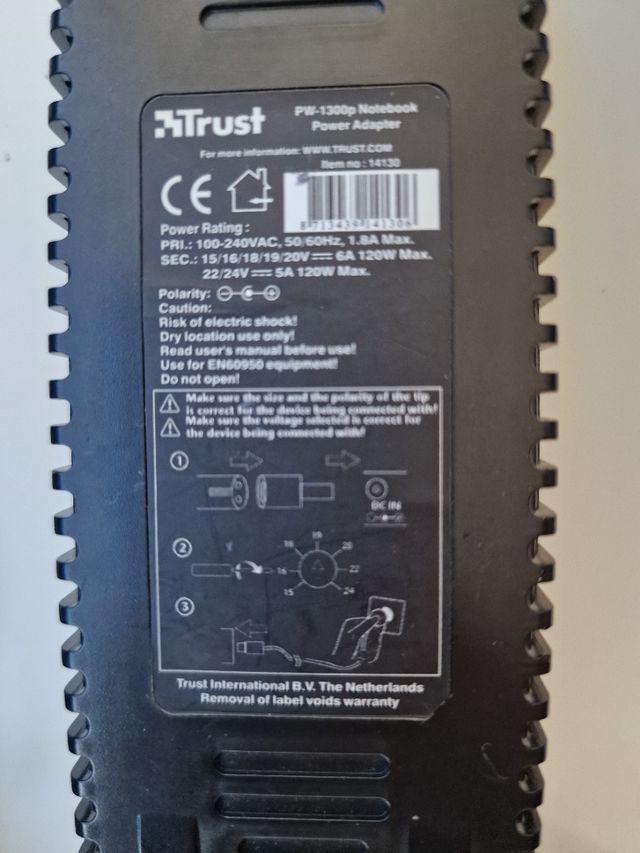 Trust
PW-1300p Notebook
Power Adapter
For more information: WWW.TRUST.COM
Item no : 14130
CE
8 713439 141306
Power Rating :
PRI.: 100-240VAC, 50/60Hz, 1.8A Max.
SEC.: 15/16/18/19/20V ⎓ 6A 120W Max.
22/24V ⎓ 5A 120W Max.
Polarity:
Caution:
Risk of electric shock!
Dry location use only!
Read user's manual before use!
Use for EN60950 equipment!
Do not open!
Make sure the size and the polarity of the tip
is correct for the device being connected with!
Make sure the voltage selected is correct for
the device being connected with!
1
DC IN
2
15 16 18 19 20 22 24
3
Trust International B.V. The Netherlands
Removal of label voids warranty